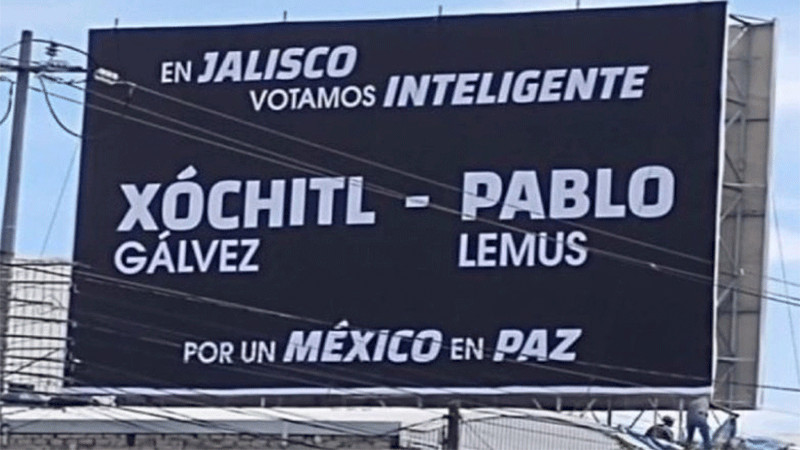 EN JALISCO
VOTAMOS INTELIGENTE
XÓCHITL - PABLO
GÁLVEZ LEMUS
POR UN MÉXICO EN PAZ